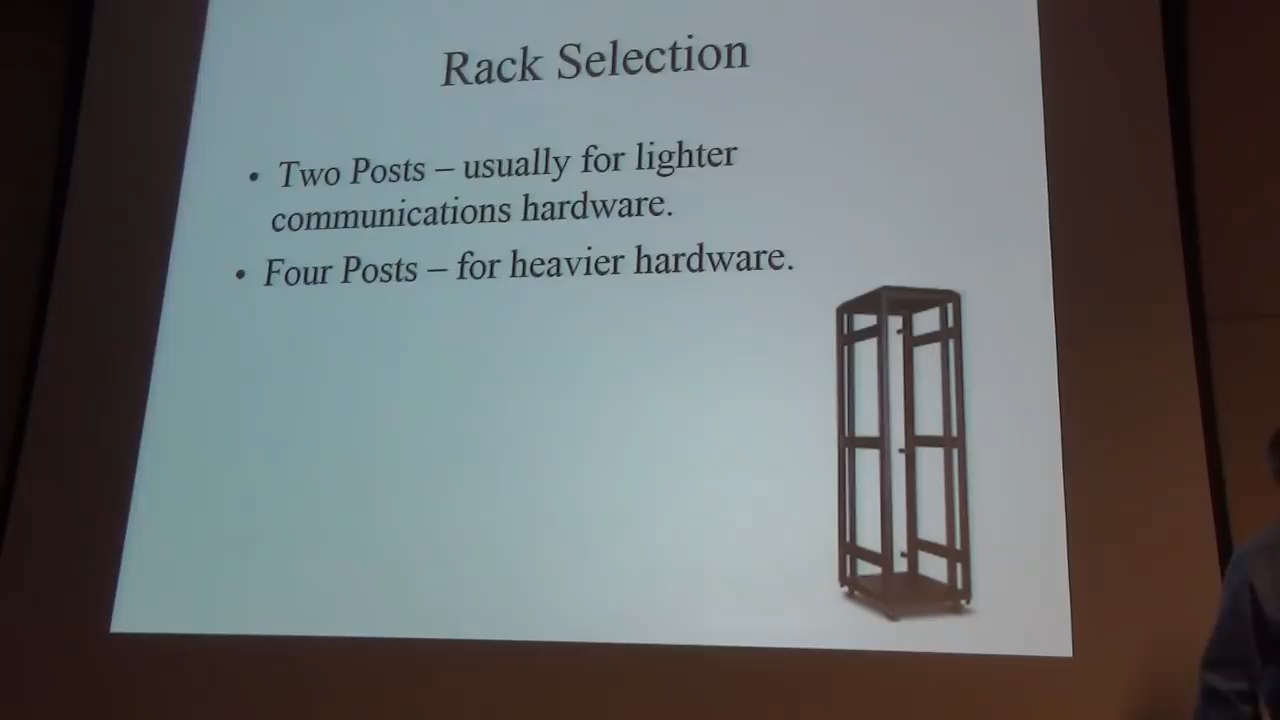 Rack Selection
• Two Posts – usually for lighter
communications hardware.
• Four Posts – for heavier hardware.